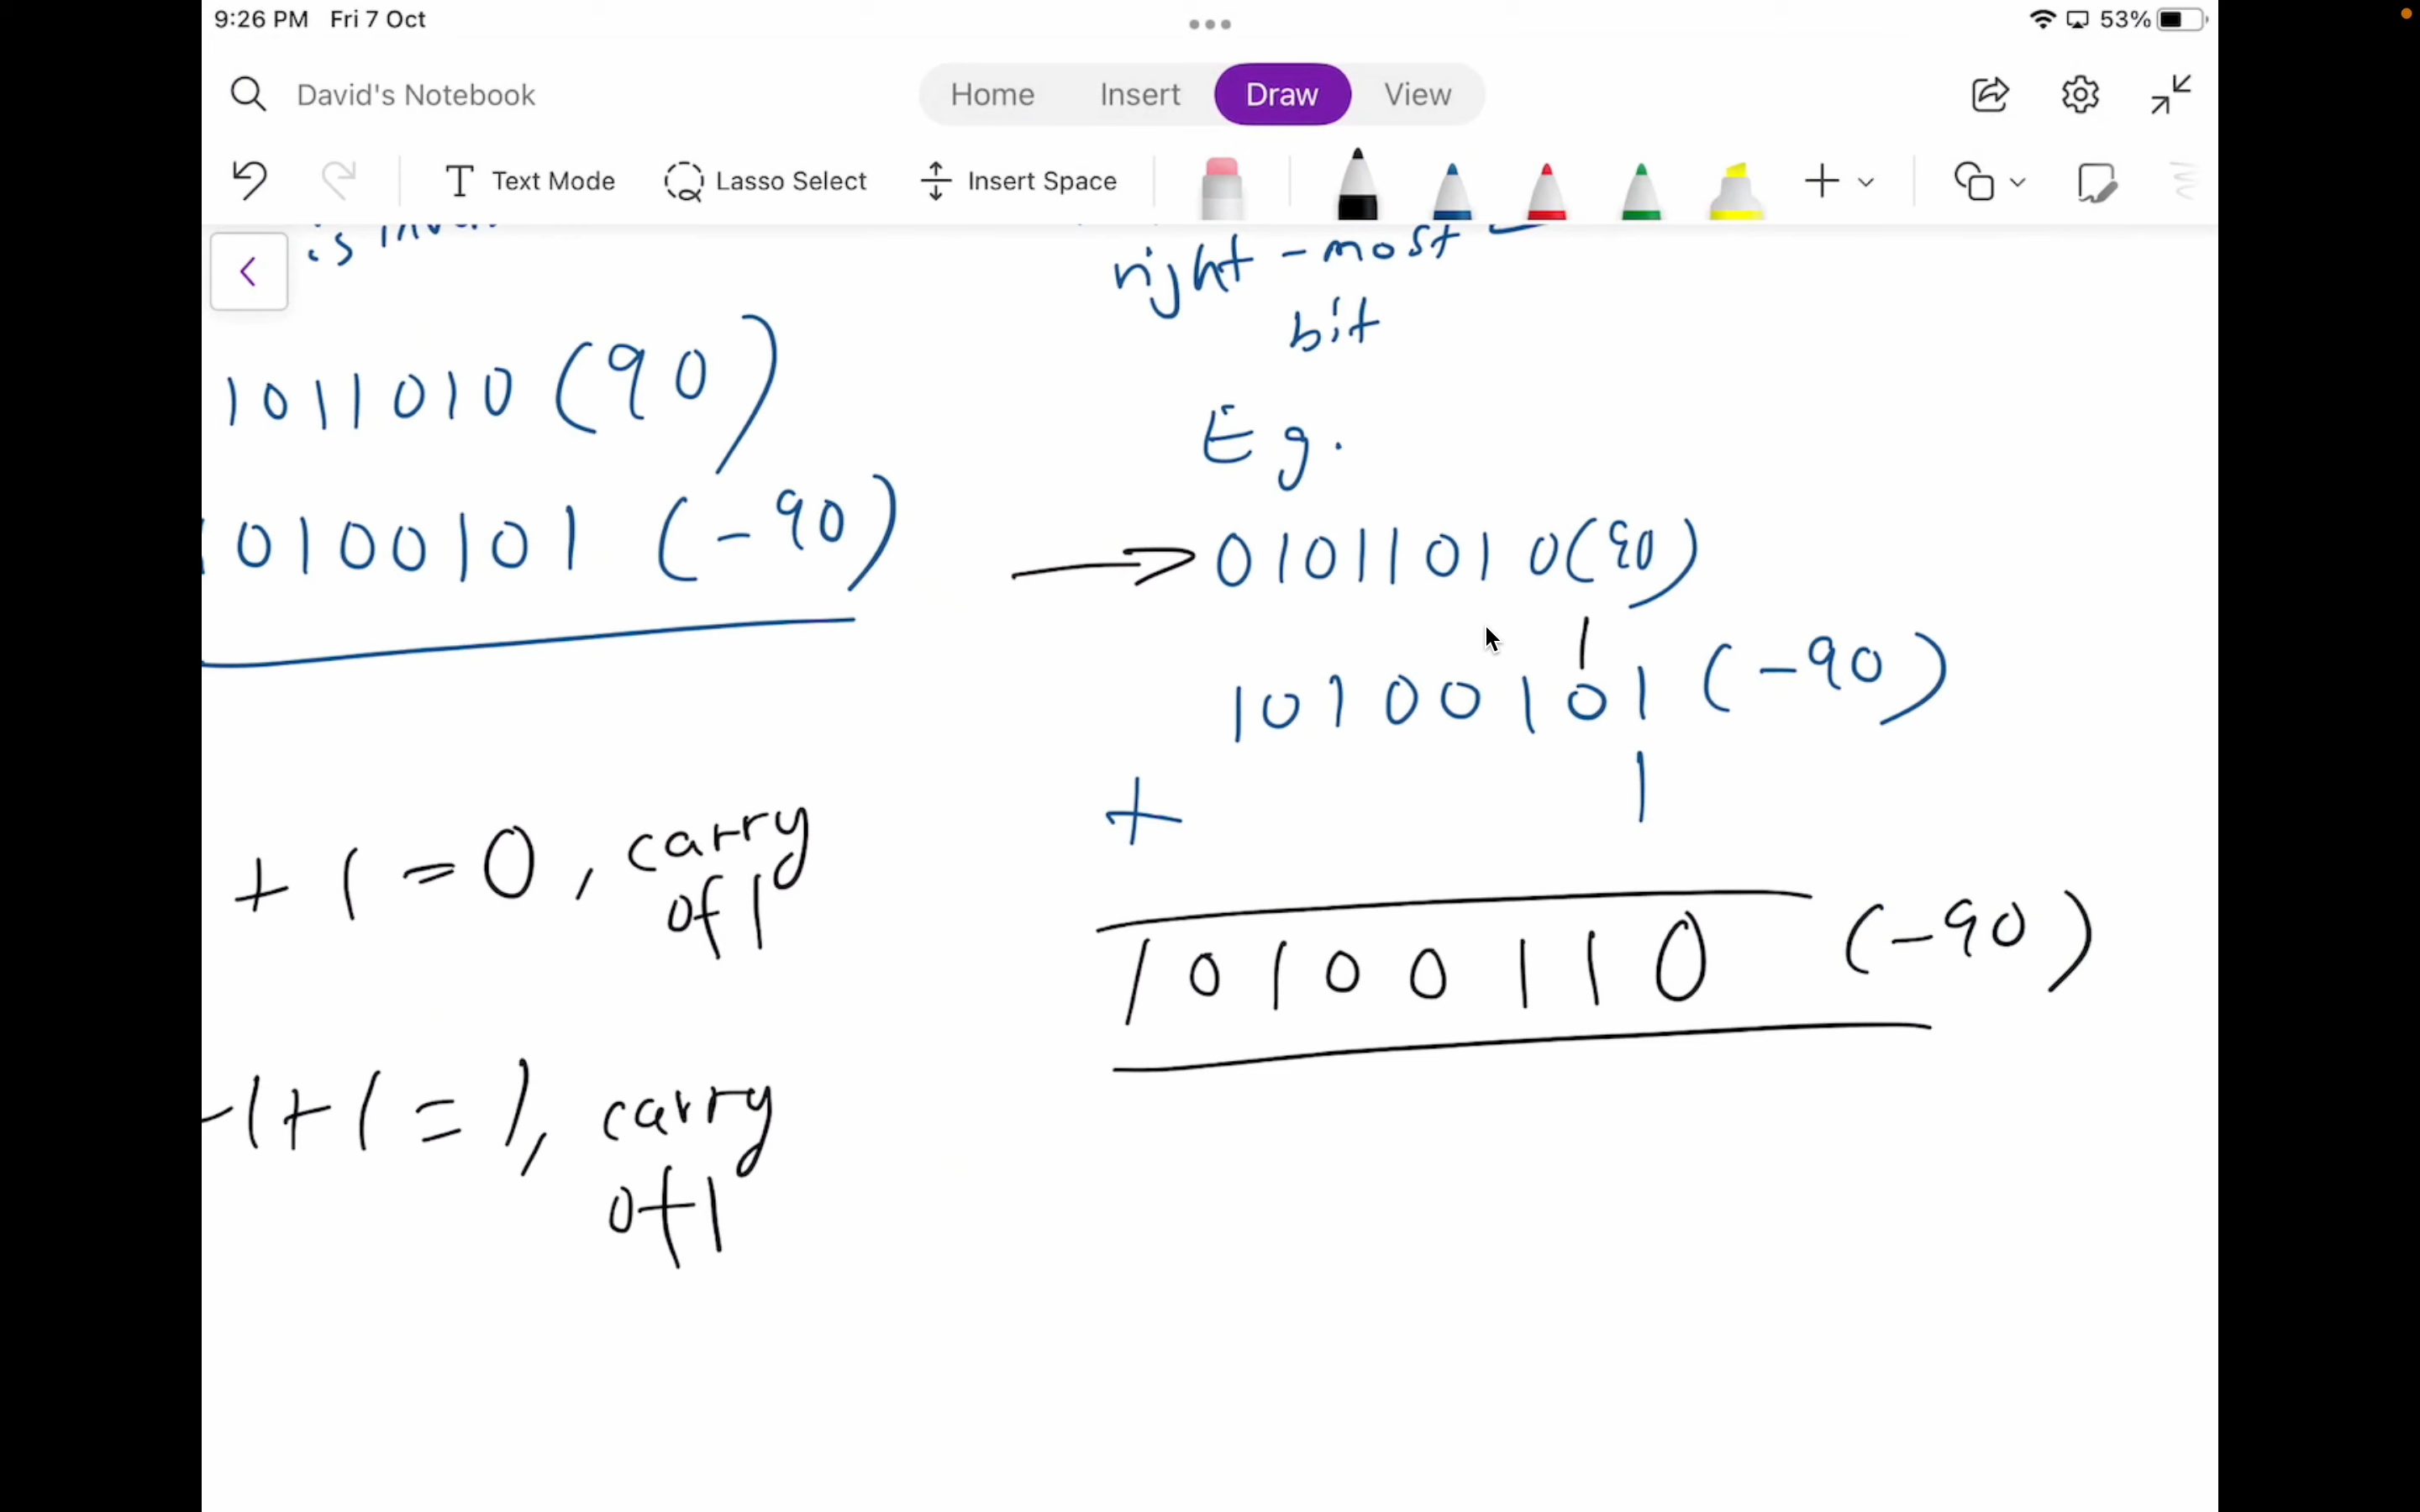 9:26 PM Fri 7 Oct
53%
David's Notebook
Home Insert Draw View
Text Mode Lasso Select Insert Space
is
right - most
bit
1011010 (90)
0100101 (-90)
Eg.
01011010 (90)
1
10100101 (-90)
+ 1
10100110 (-90)
+ 1 = 0, carry
of 1
1 + 1 = 1, carry
of 1